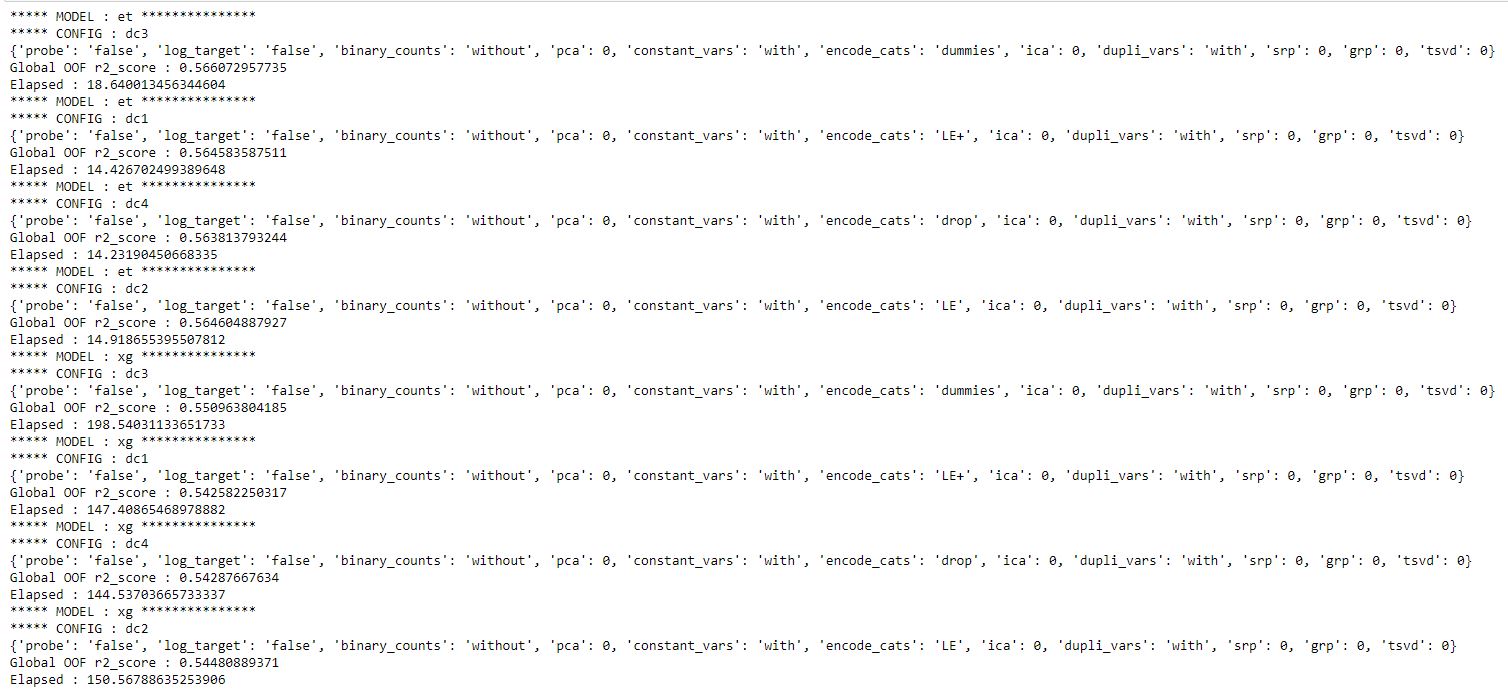 ***** MODEL : et ***************
***** CONFIG : dc3
{'probe': 'false', 'log_target': 'false', 'binary_counts': 'without', 'pca': 0, 'constant_vars': 'with', 'encode_cats': 'dummies', 'ica': 0, 'dupli_vars': 'with', 'srp': 0, 'grp': 0, 'tsvd': 0}
Global OOF r2_score : 0.566072957735
Elapsed : 18.640013456344604
***** MODEL : et ***************
***** CONFIG : dc1
{'probe': 'false', 'log_target': 'false', 'binary_counts': 'without', 'pca': 0, 'constant_vars': 'with', 'encode_cats': 'LE+', 'ica': 0, 'dupli_vars': 'with', 'srp': 0, 'grp': 0, 'tsvd': 0}
Global OOF r2_score : 0.564583587511
Elapsed : 14.426702499389648
***** MODEL : et ***************
***** CONFIG : dc4
{'probe': 'false', 'log_target': 'false', 'binary_counts': 'without', 'pca': 0, 'constant_vars': 'with', 'encode_cats': 'drop', 'ica': 0, 'dupli_vars': 'with', 'srp': 0, 'grp': 0, 'tsvd': 0}
Global OOF r2_score : 0.563813793244
Elapsed : 14.23190450668335
***** MODEL : et ***************
***** CONFIG : dc2
{'probe': 'false', 'log_target': 'false', 'binary_counts': 'without', 'pca': 0, 'constant_vars': 'with', 'encode_cats': 'LE', 'ica': 0, 'dupli_vars': 'with', 'srp': 0, 'grp': 0, 'tsvd': 0}
Global OOF r2_score : 0.564604887927
Elapsed : 14.918655395507812
***** MODEL : xg ***************
***** CONFIG : dc3
{'probe': 'false', 'log_target': 'false', 'binary_counts': 'without', 'pca': 0, 'constant_vars': 'with', 'encode_cats': 'dummies', 'ica': 0, 'dupli_vars': 'with', 'srp': 0, 'grp': 0, 'tsvd': 0}
Global OOF r2_score : 0.550963804185
Elapsed : 198.54031133651733
***** MODEL : xg ***************
***** CONFIG : dc1
{'probe': 'false', 'log_target': 'false', 'binary_counts': 'without', 'pca': 0, 'constant_vars': 'with', 'encode_cats': 'LE+', 'ica': 0, 'dupli_vars': 'with', 'srp': 0, 'grp': 0, 'tsvd': 0}
Global OOF r2_score : 0.542582250317
Elapsed : 147.40865468978882
***** MODEL : xg ***************
***** CONFIG : dc4
{'probe': 'false', 'log_target': 'false', 'binary_counts': 'without', 'pca': 0, 'constant_vars': 'with', 'encode_cats': 'drop', 'ica': 0, 'dupli_vars': 'with', 'srp': 0, 'grp': 0, 'tsvd': 0}
Global OOF r2_score : 0.54287667634
Elapsed : 144.53703665733337
***** MODEL : xg ***************
***** CONFIG : dc2
{'probe': 'false', 'log_target': 'false', 'binary_counts': 'without', 'pca': 0, 'constant_vars': 'with', 'encode_cats': 'LE', 'ica': 0, 'dupli_vars': 'with', 'srp': 0, 'grp': 0, 'tsvd': 0}
Global OOF r2_score : 0.54480889371
Elapsed : 150.56788635253906